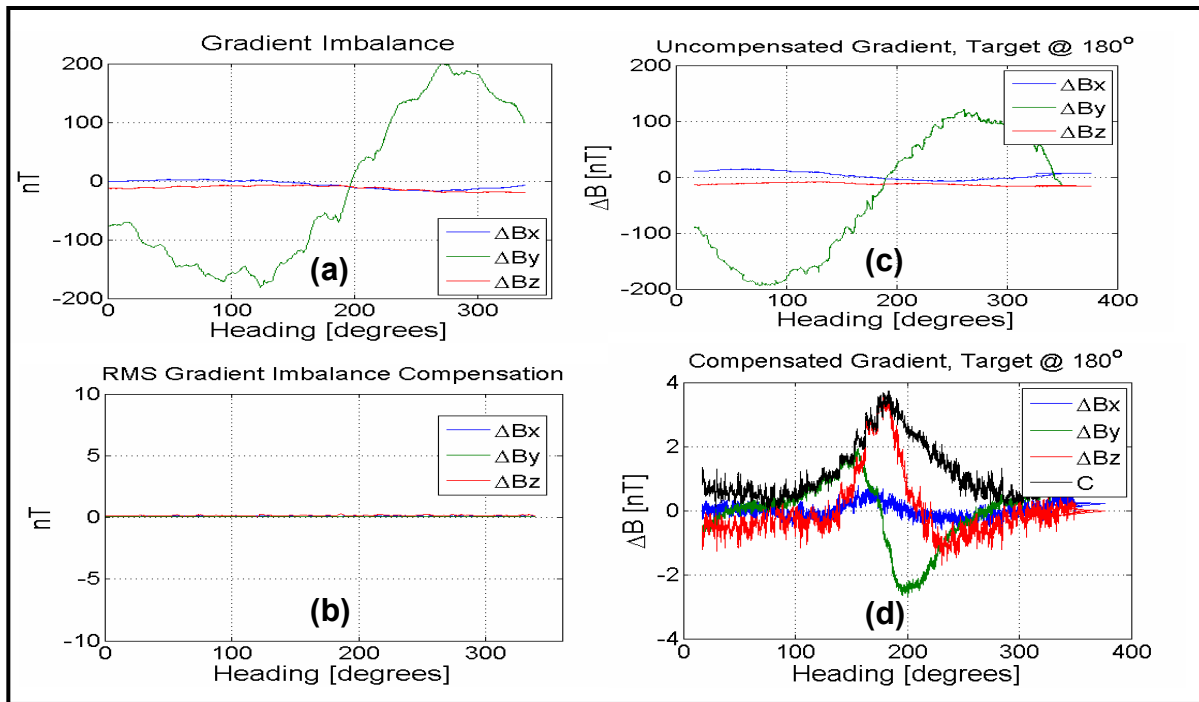 Gradient Imbalance
nT
200
100
0
-100
-200
0 100 200 300
Heading [degrees]
ΔBx
ΔBy
ΔBz
(a)
RMS Gradient Imbalance Compensation
nT
10
5
0
-5
-10
0 100 200 300
Heading [degrees]
ΔBx
ΔBy
ΔBz
(b)
Uncompensated Gradient, Target @ 180°
ΔB [nT]
200
100
0
-100
-200
0 100 200 300 400
Heading [degrees]
ΔBx
ΔBy
ΔBz
(c)
Compensated Gradient, Target @ 180°
ΔB [nT]
4
2
0
-2
-4
0 100 200 300 400
Heading [degrees]
ΔBx
ΔBy
ΔBz
C
(d)